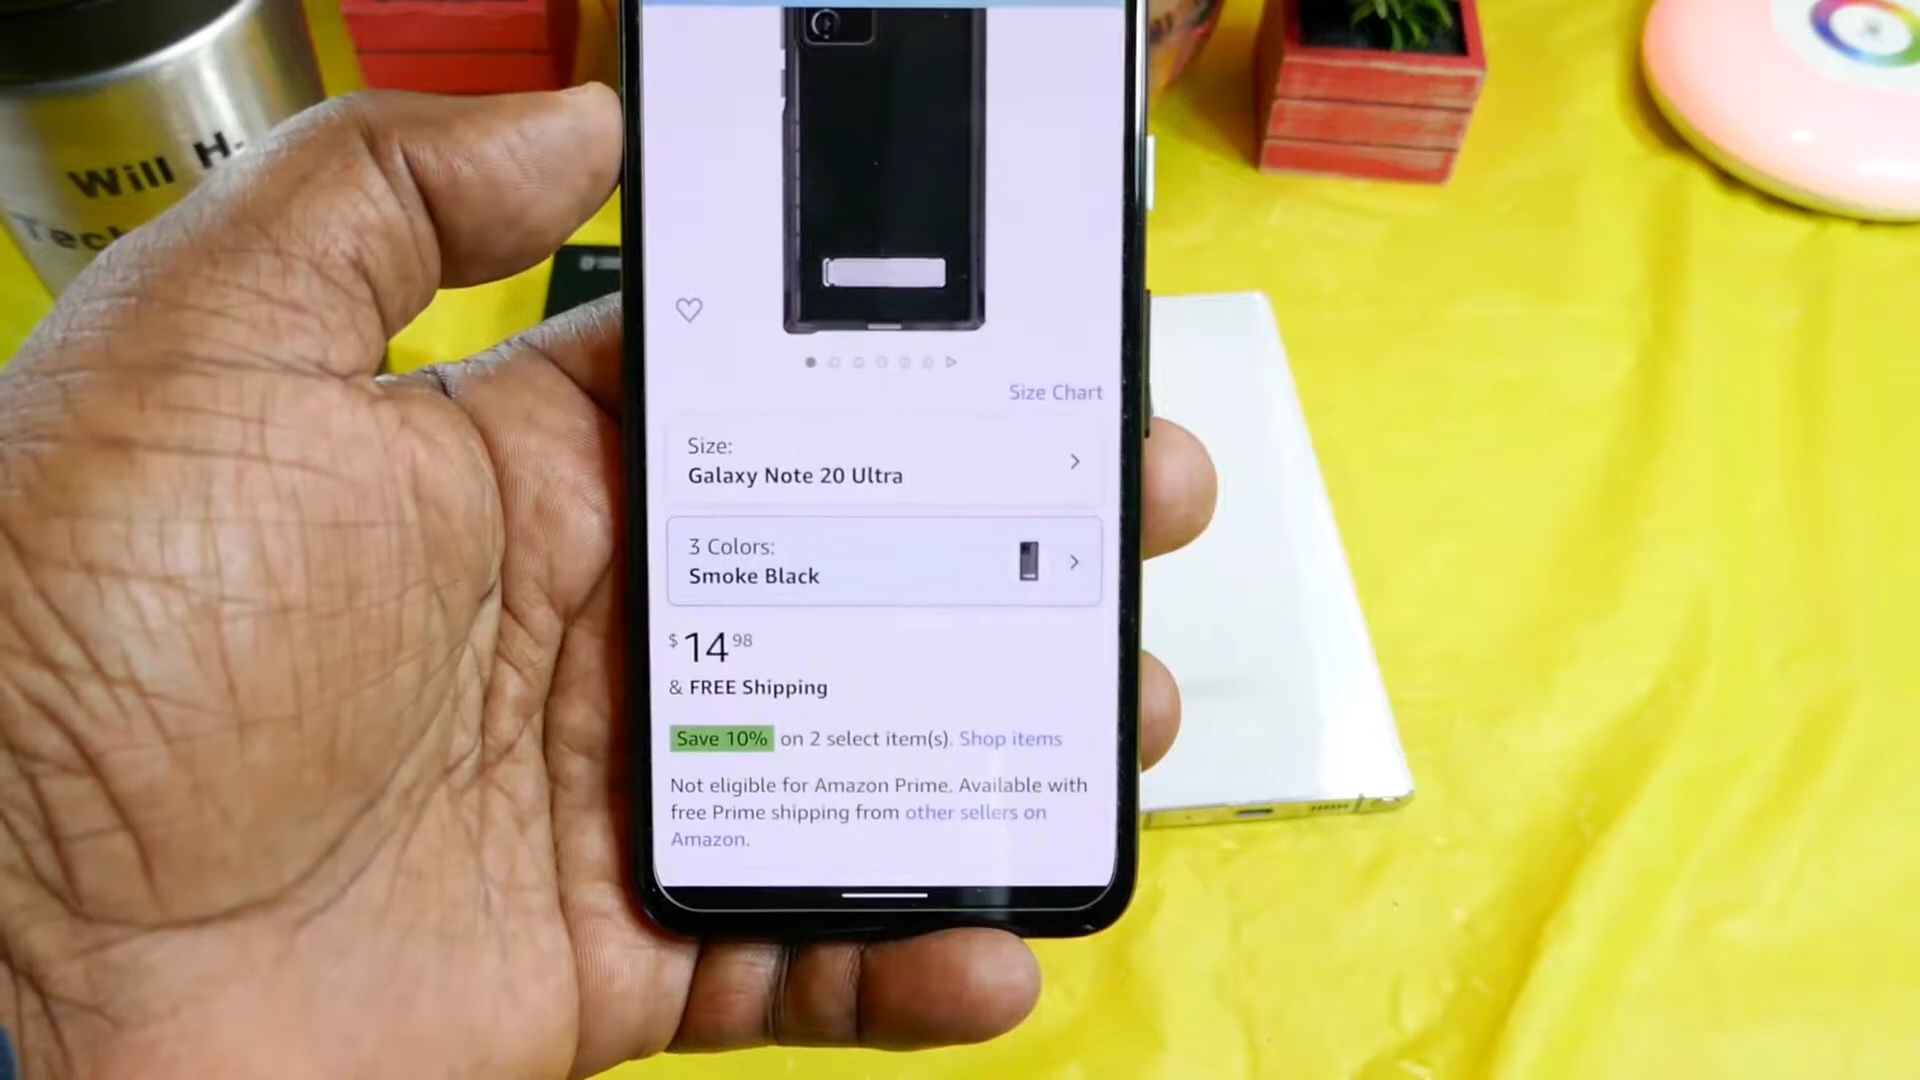 Will H.
Tech
Size Chart
Size:
Galaxy Note 20 Ultra
3 Colors:
Smoke Black
$14 98
& FREE Shipping
Save 10% on 2 select item(s). Shop items
Not eligible for Amazon Prime. Available with
free Prime shipping from other sellers on
Amazon.